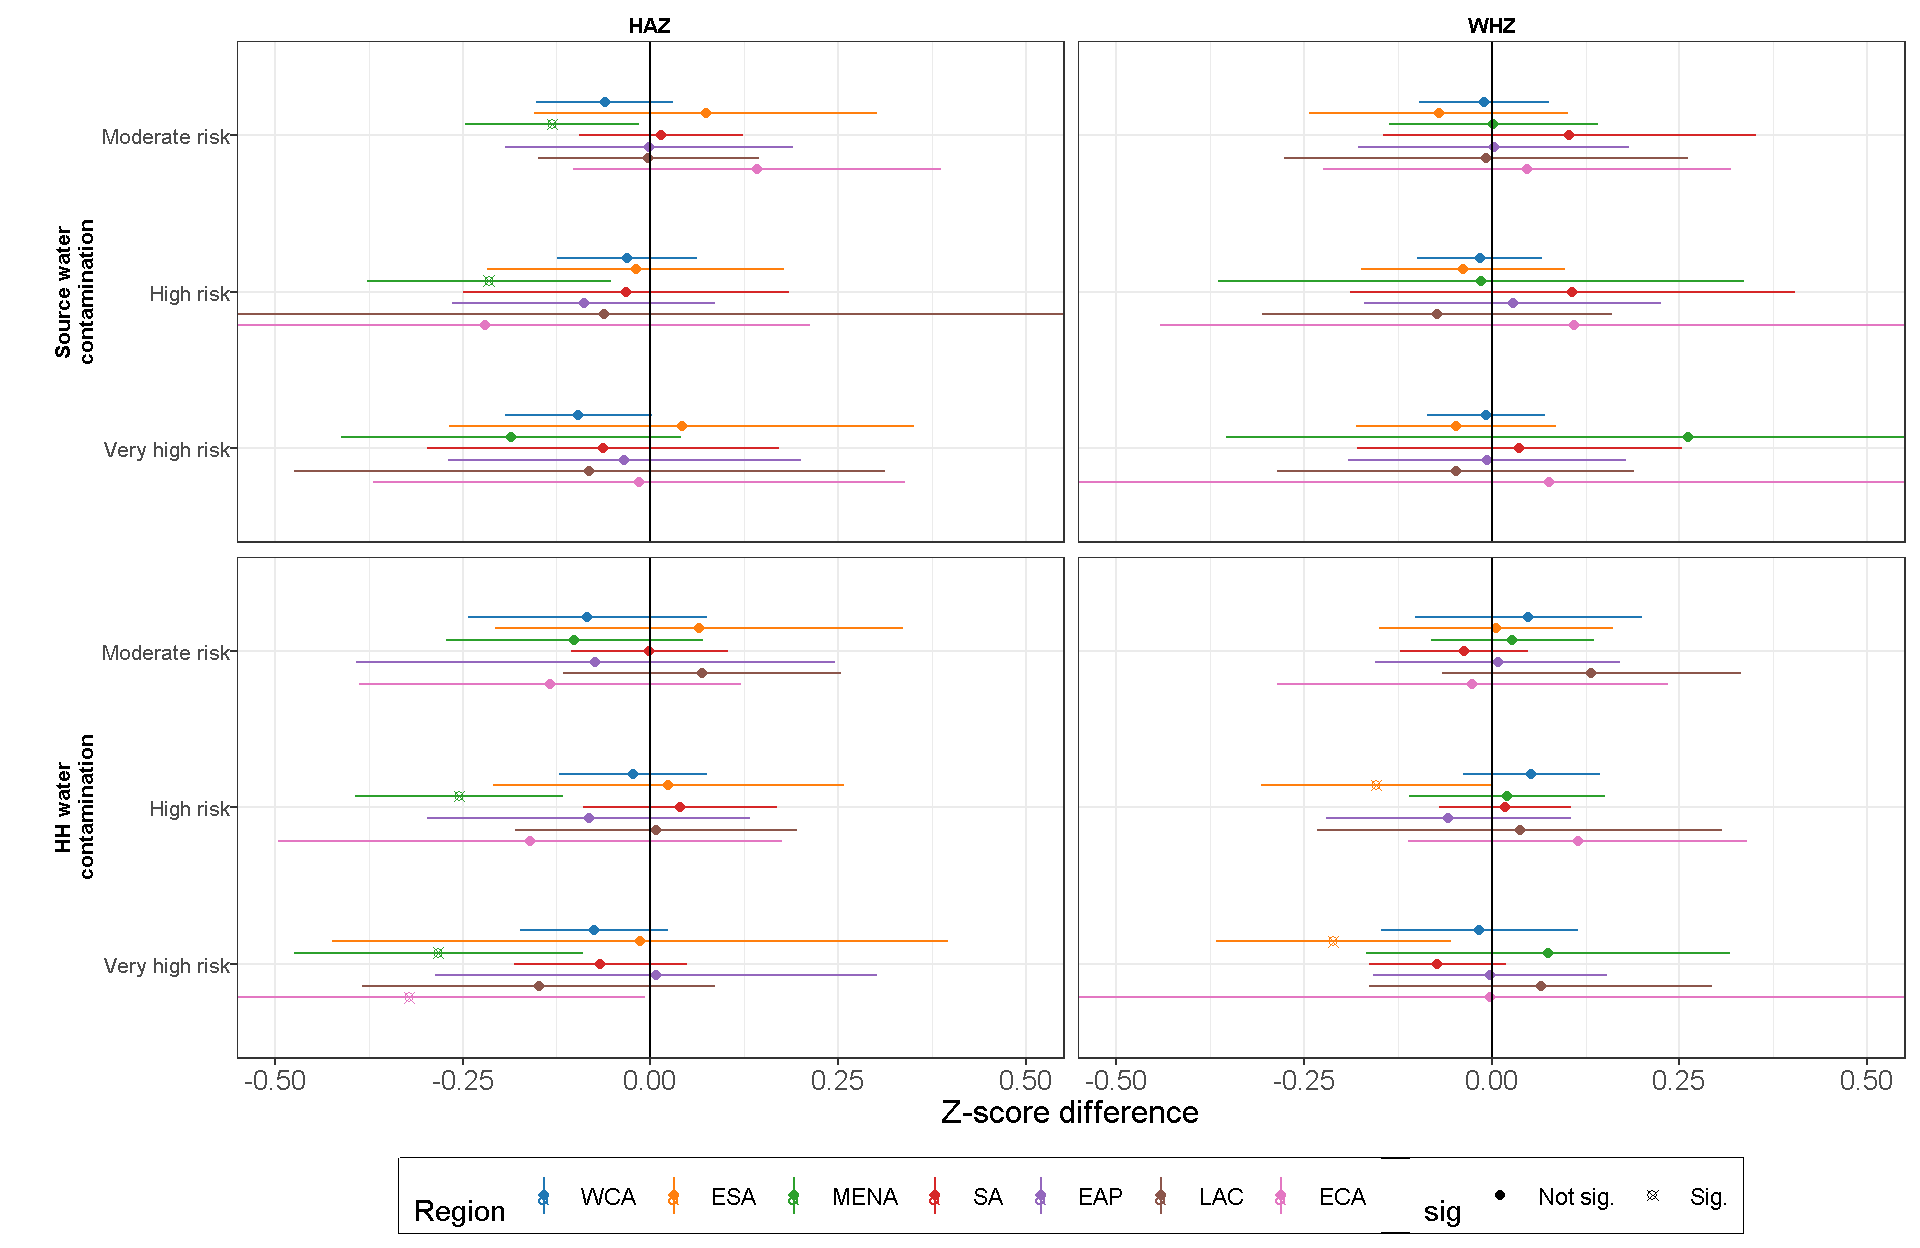 HAZ
WHZ
Source water
contamination
Moderate risk
High risk
Very high risk
HH water
contamination
Moderate risk
High risk
Very high risk
-0.50
-0.25
0.00
0.25
0.50
-0.50
-0.25
0.00
0.25
0.50
Z-score difference
Region
WCA
ESA
MENA
SA
EAP
LAC
ECA
sig
Not sig.
Sig.